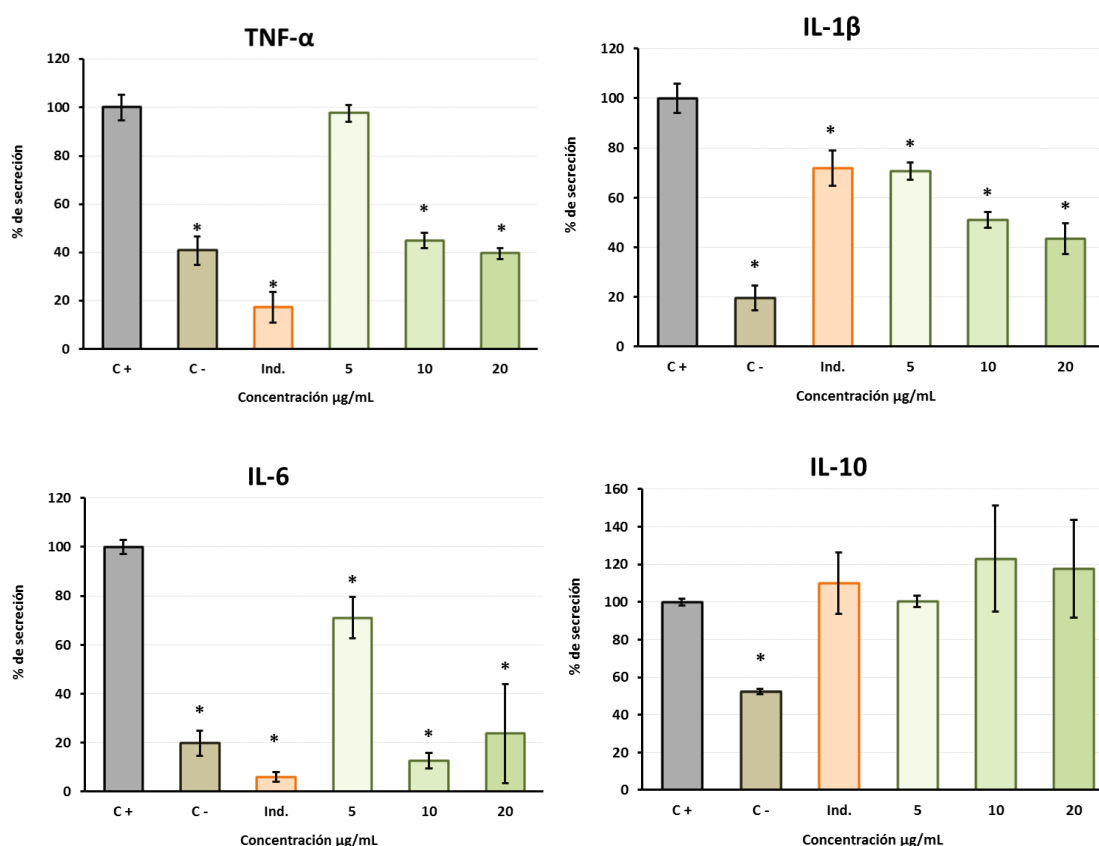 TNF-α
120
100
80
60
40
20
0
% de secreción
* * * *
C + C - Ind. 5 10 20
Concentración µg/mL
IL-1β
120
100
80
60
40
20
0
% de secreción
* * * * *
C + C - Ind. 5 10 20
Concentración µg/mL
IL-6
120
100
80
60
40
20
0
% de secreción
* * * * *
C + C - Ind. 5 10 20
Concentración µg/mL
IL-10
160
140
120
100
80
60
40
20
0
% de secreción
*
C + C - Ind. 5 10 20
Concentración µg/mL